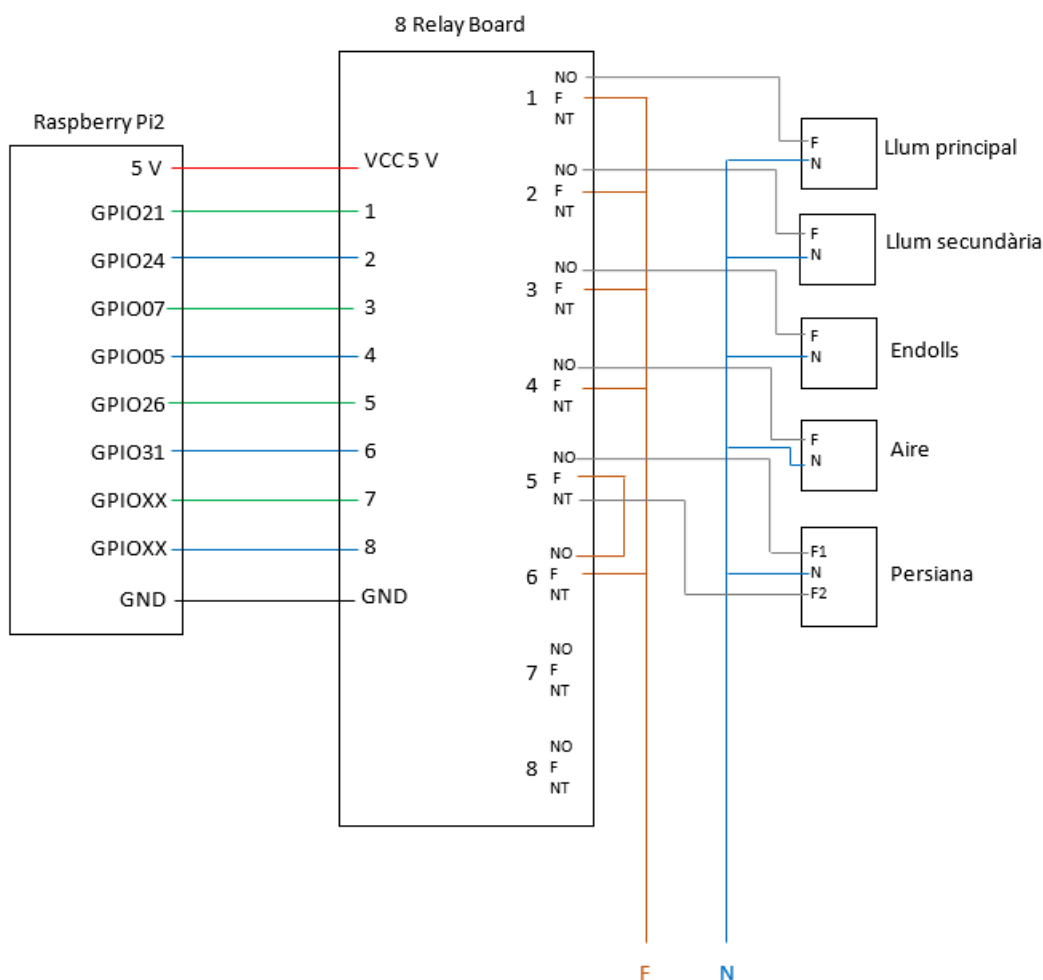 8 Relay Board
Raspberry Pi2
5 V
GPIO21
GPIO24
GPIO07
GPIO05
GPIO26
GPIO31
GPIOXX
GPIOXX
GND
VCC 5 V
1
2
3
4
5
6
7
8
GND
1
NO
F
NT
2
NO
F
NT
3
NO
F
NT
4
NO
F
NT
5
NO
F
NT
6
NO
F
NT
7
NO
F
NT
8
NO
F
NT
F
N
Llum principal
F
N
Llum secundària
F
N
Endolls
F
N
Aire
F1
N
F2
Persiana
F
N